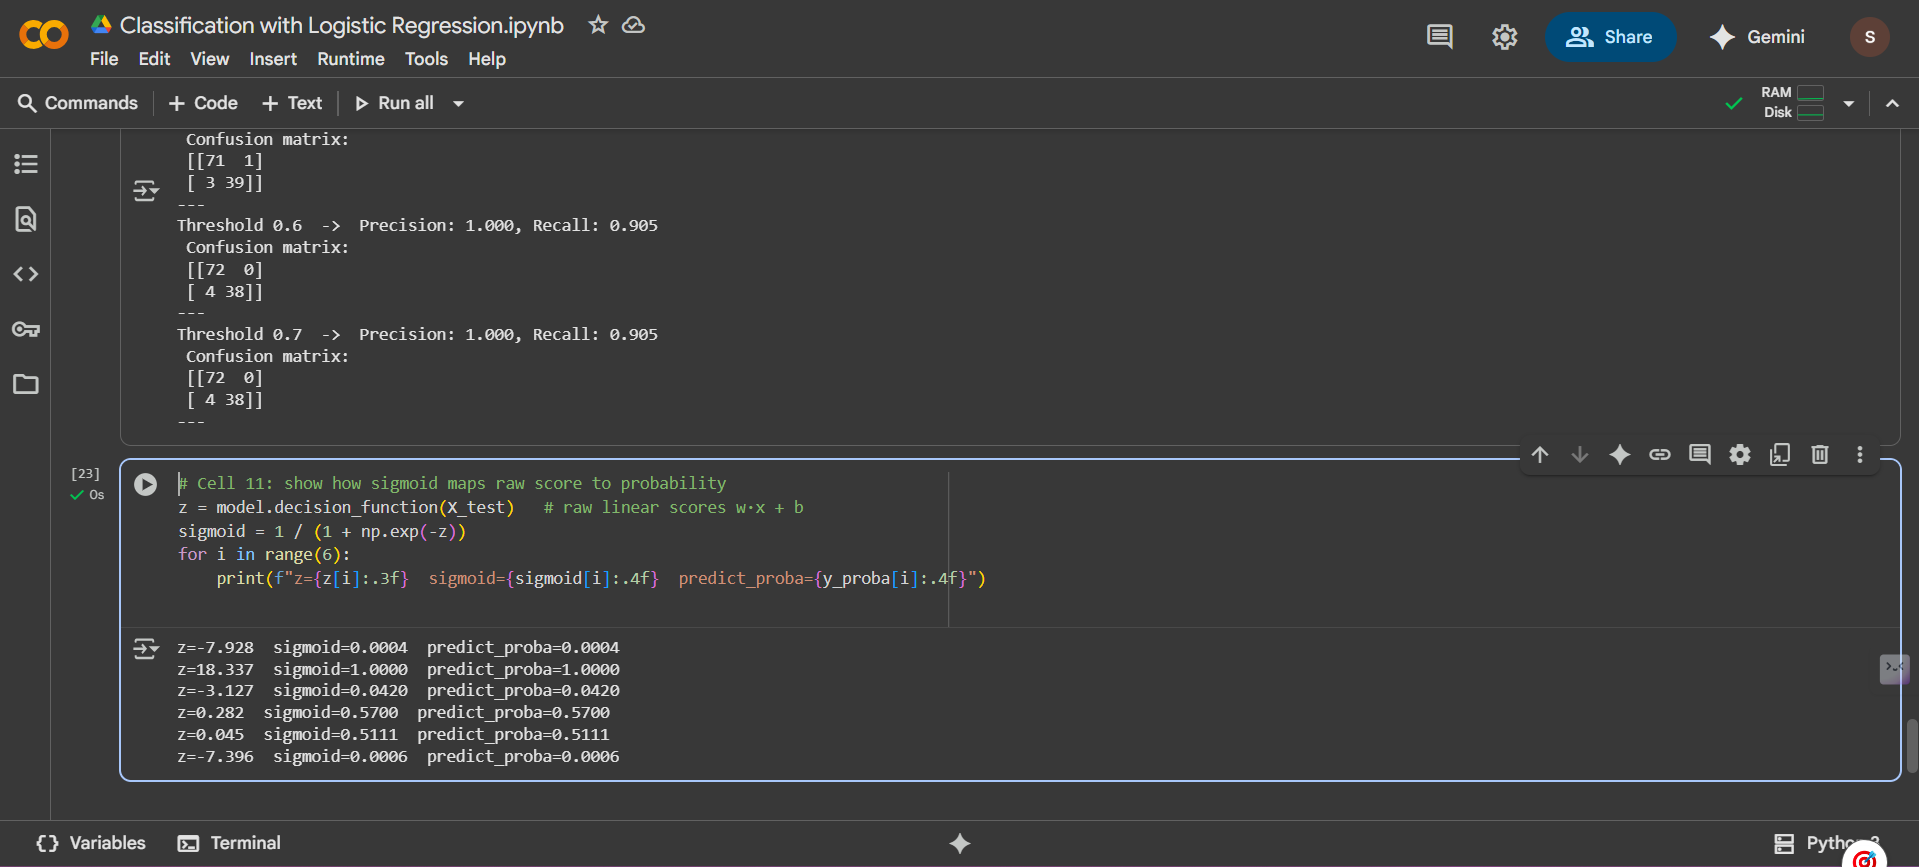 Classification with Logistic Regression.ipynb
File Edit View Insert Runtime Tools Help
Share
Gemini
S
Commands
+ Code + Text
Run all
RAM
Disk
Confusion matrix:
[[71  1]
[ 3 39]]
---
Threshold 0.6  ->  Precision: 1.000, Recall: 0.905
Confusion matrix:
[[72  0]
[ 4 38]]
---
Threshold 0.7  ->  Precision: 1.000, Recall: 0.905
Confusion matrix:
[[72  0]
[ 4 38]]
---
[23]
0s
# Cell 11: show how sigmoid maps raw score to probability
z = model.decision_function(X_test)   # raw linear scores w·x + b
sigmoid = 1 / (1 + np.exp(-z))
for i in range(6):
    print(f"z={z[i]:.3f}  sigmoid={sigmoid[i]:.4f}  predict_proba={y_proba[i]:.4f}")
z=-7.928  sigmoid=0.0004  predict_proba=0.0004
z=18.337  sigmoid=1.0000  predict_proba=1.0000
z=-3.127  sigmoid=0.0420  predict_proba=0.0420
z=0.282  sigmoid=0.5700  predict_proba=0.5700
z=0.045  sigmoid=0.5111  predict_proba=0.5111
z=-7.396  sigmoid=0.0006  predict_proba=0.0006
Variables
Terminal